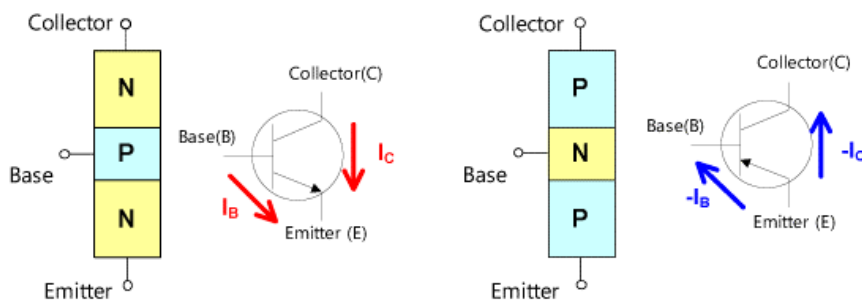 Collector
N
P
N
Base
Emitter
Collector(C)
Base(B)
I_C
I_B
Emitter (E)
Collector
P
N
P
Base
Emitter
Collector(C)
Base(B)
-I_C
-I_B
Emitter (E)